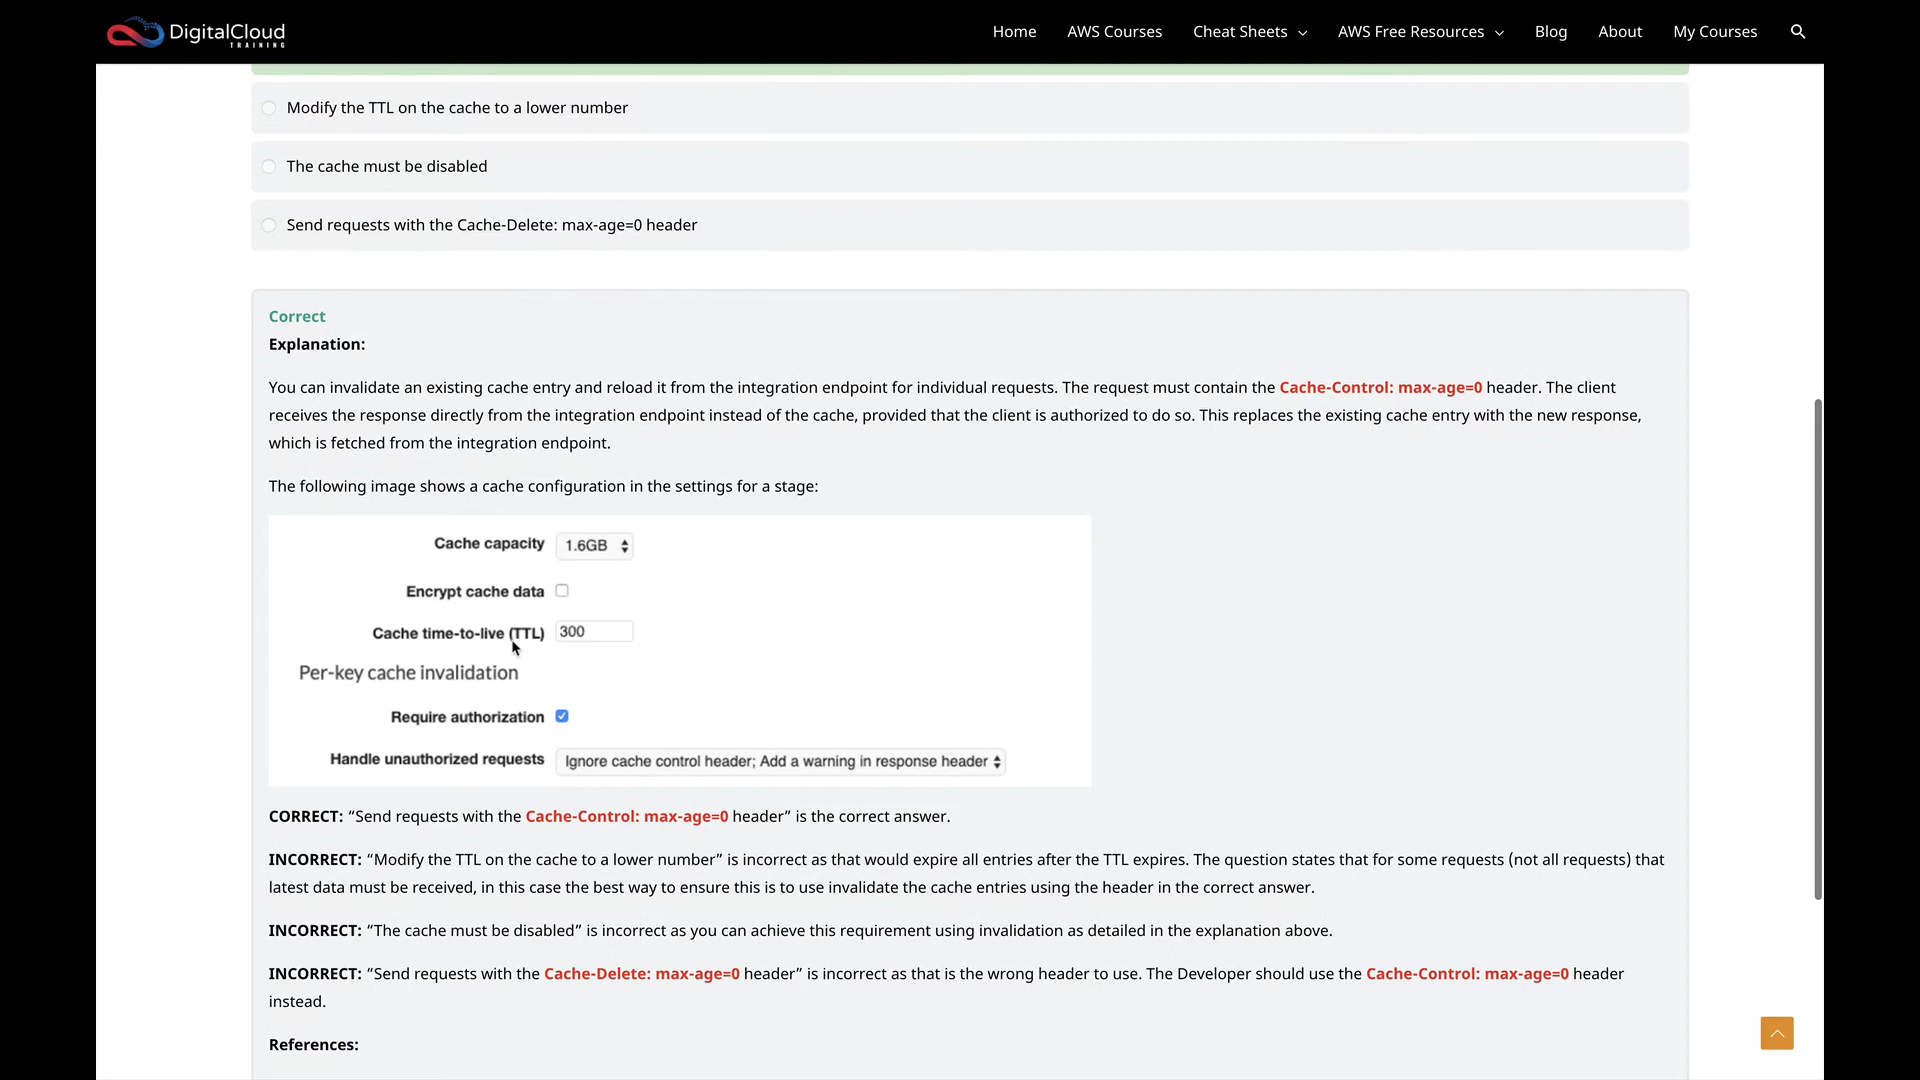 DigitalCloud
TRAINING
Home AWS Courses Cheat Sheets AWS Free Resources Blog About My Courses
Modify the TTL on the cache to a lower number
The cache must be disabled
Send requests with the Cache-Delete: max-age=0 header
Correct
Explanation:
You can invalidate an existing cache entry and reload it from the integration endpoint for individual requests. The request must contain the Cache-Control: max-age=0 header. The client
receives the response directly from the integration endpoint instead of the cache, provided that the client is authorized to do so. This replaces the existing cache entry with the new response,
which is fetched from the integration endpoint.
The following image shows a cache configuration in the settings for a stage:
Cache capacity 1.6GB
Encrypt cache data
Cache time-to-live (TTL) 300
Per-key cache invalidation
Require authorization
Handle unauthorized requests Ignore cache control header; Add a warning in response header
CORRECT: “Send requests with the Cache-Control: max-age=0 header” is the correct answer.
INCORRECT: “Modify the TTL on the cache to a lower number” is incorrect as that would expire all entries after the TTL expires. The question states that for some requests (not all requests) that
latest data must be received, in this case the best way to ensure this is to use invalidate the cache entries using the header in the correct answer.
INCORRECT: “The cache must be disabled” is incorrect as you can achieve this requirement using invalidation as detailed in the explanation above.
INCORRECT: “Send requests with the Cache-Delete: max-age=0 header” is incorrect as that is the wrong header to use. The Developer should use the Cache-Control: max-age=0 header
instead.
References: